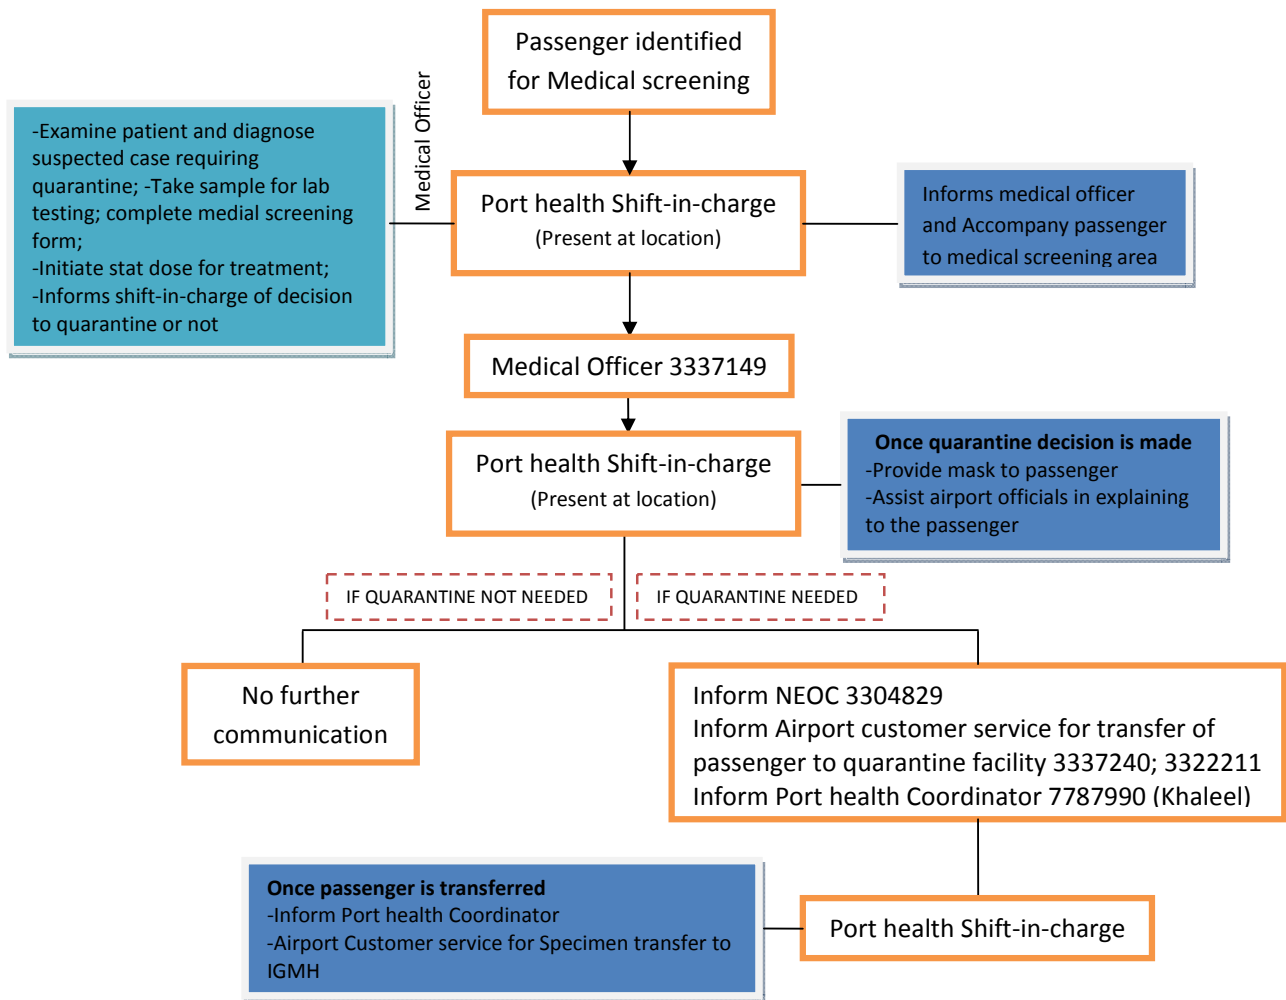 Passenger identified
for Medical screening
Medical Officer
-Examine patient and diagnose
suspected case requiring
quarantine; -Take sample for lab
testing; complete medial screening
form;
-Initiate stat dose for treatment;
-Informs shift-in-charge of decision
to quarantine or not
Port health Shift-in-charge
(Present at location)
Informs medical officer
and Accompany passenger
to medical screening area
Medical Officer 3337149
Port health Shift-in-charge
(Present at location)
Once quarantine decision is made
-Provide mask to passenger
-Assist airport officials in explaining
to the passenger
IF QUARANTINE NOT NEEDED
IF QUARANTINE NEEDED
No further
communication
Inform NEOC 3304829
Inform Airport customer service for transfer of
passenger to quarantine facility 3337240; 3322211
Inform Port health Coordinator 7787990 (Khaleel)
Once passenger is transferred
-Inform Port health Coordinator
-Airport Customer service for Specimen transfer to
IGMH
Port health Shift-in-charge